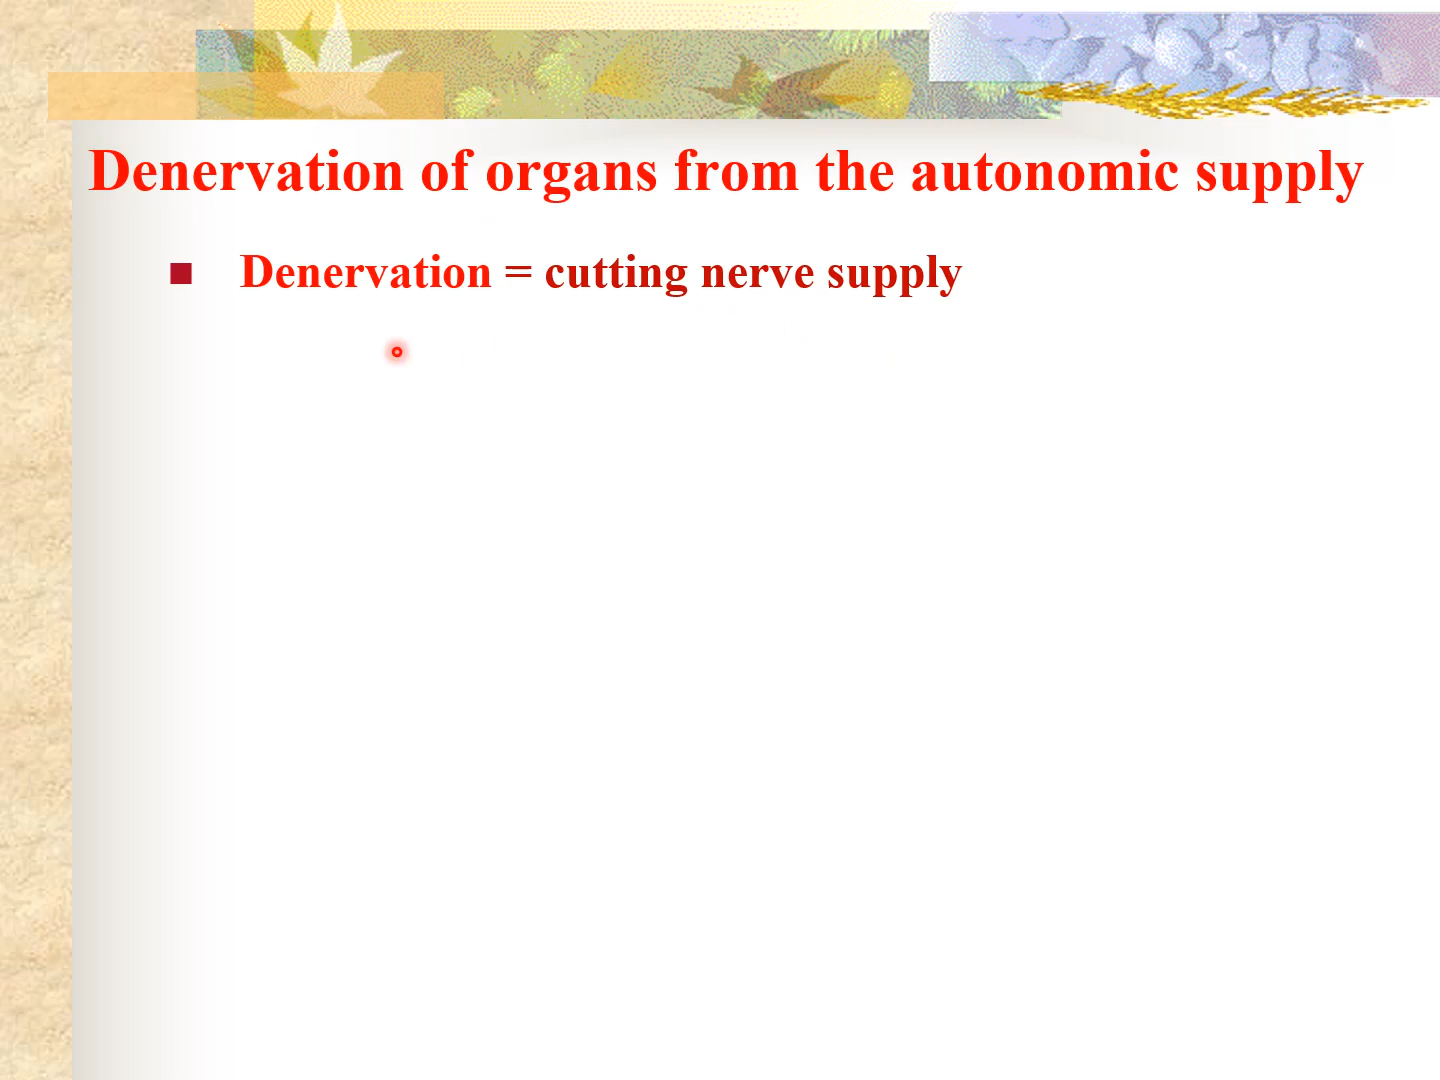 Denervation of organs from the autonomic supply
Denervation = cutting nerve supply